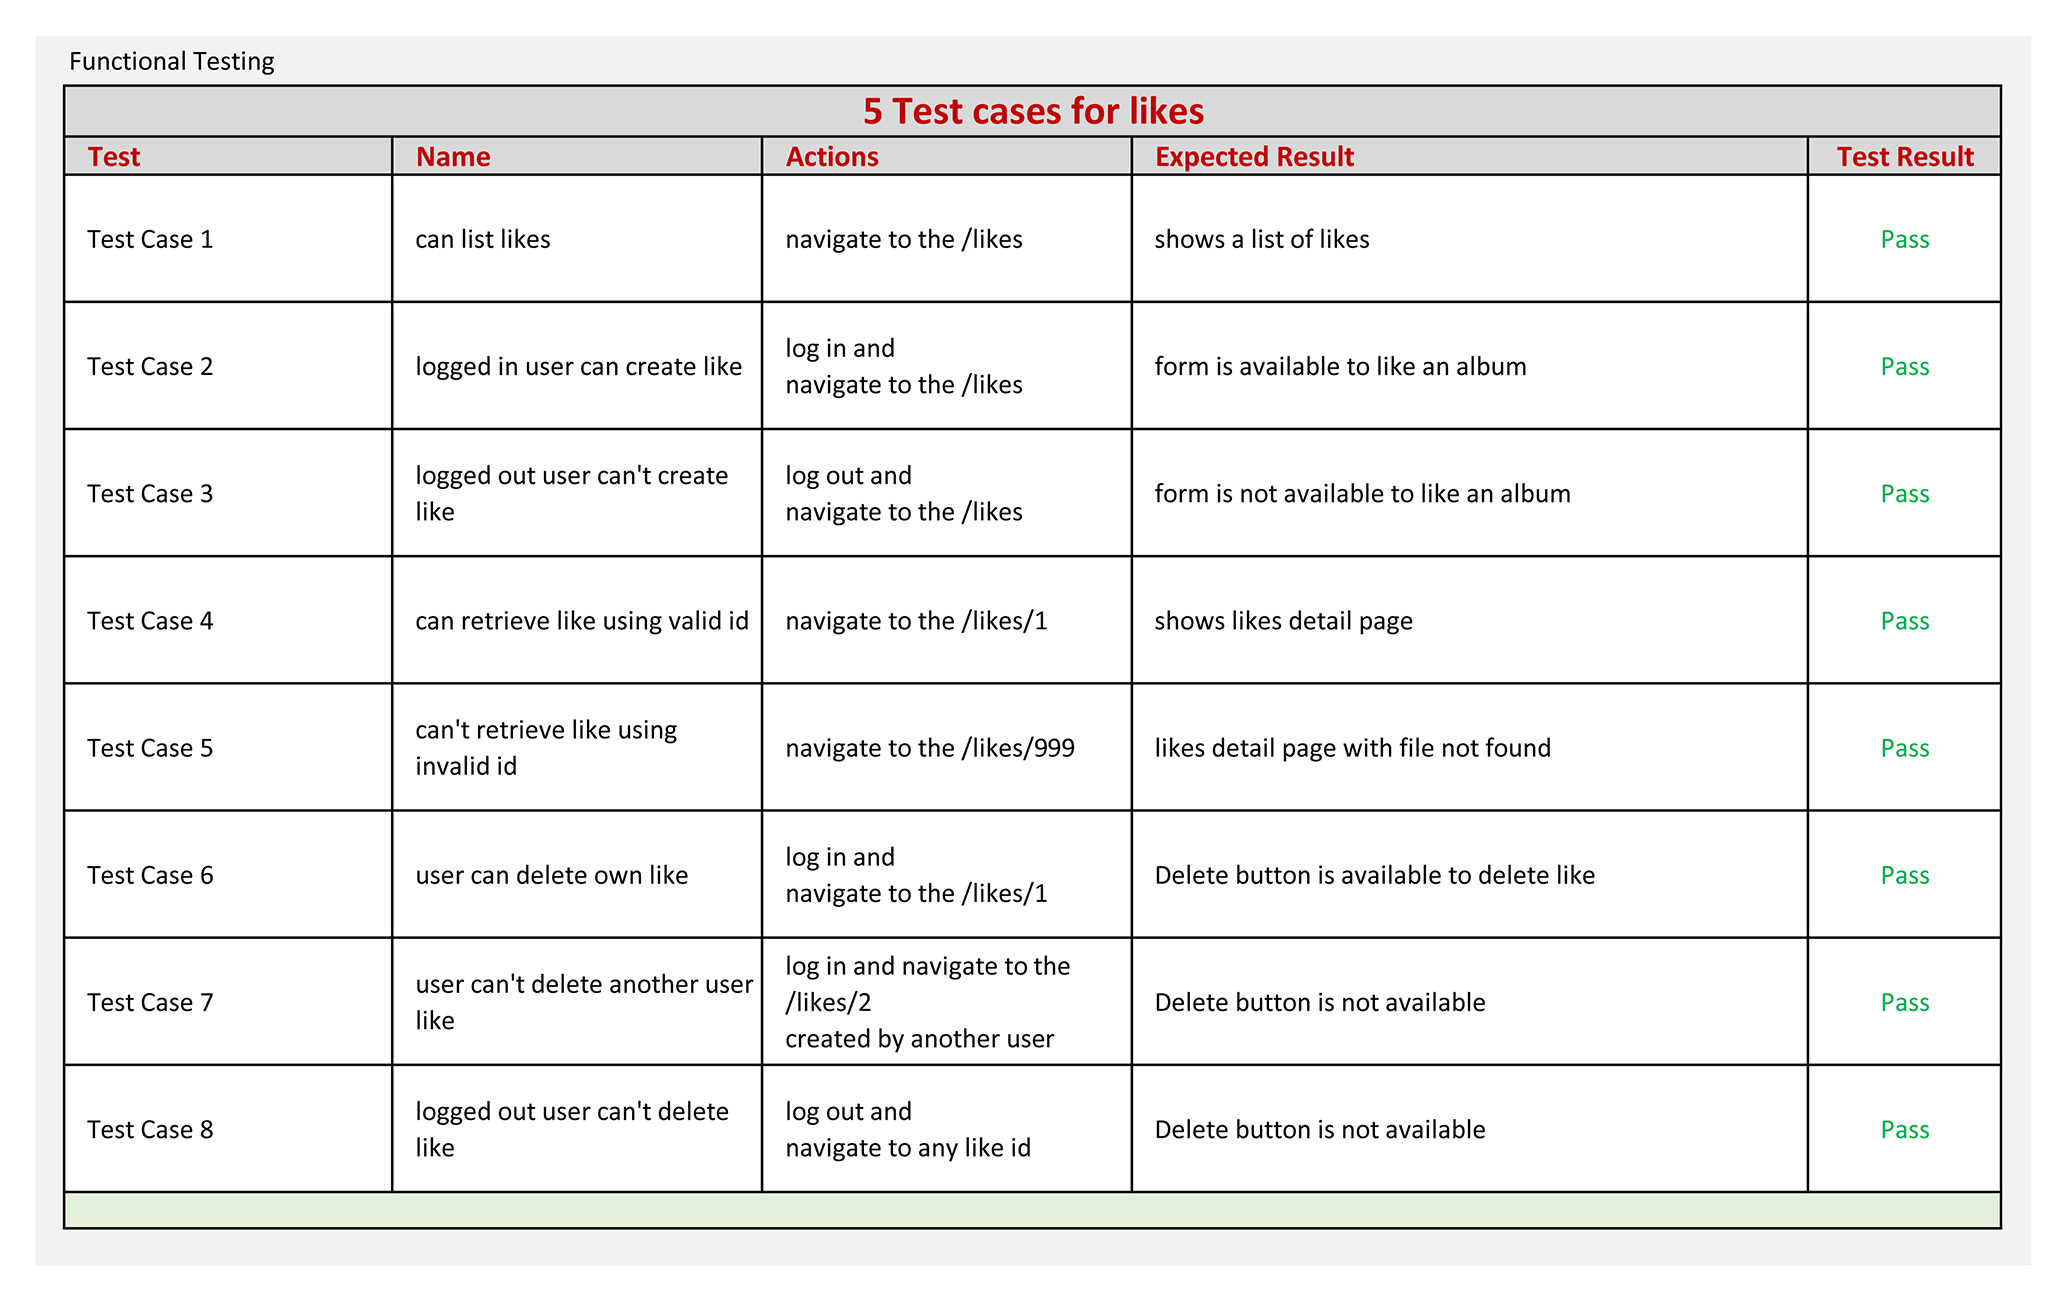 Functional Testing
5 Test cases for likes
Test Name Actions Expected Result Test Result
Test Case 1 can list likes navigate to the /likes shows a list of likes Pass
Test Case 2 logged in user can create like log in and
navigate to the /likes form is available to like an album Pass
Test Case 3 logged out user can't create
like log out and
navigate to the /likes form is not available to like an album Pass
Test Case 4 can retrieve like using valid id navigate to the /likes/1 shows likes detail page Pass
Test Case 5 can't retrieve like using
invalid id navigate to the /likes/999 likes detail page with file not found Pass
Test Case 6 user can delete own like log in and
navigate to the /likes/1 Delete button is available to delete like Pass
Test Case 7 user can't delete another user
like log in and navigate to the
/likes/2
created by another user Delete button is not available Pass
Test Case 8 logged out user can't delete
like log out and
navigate to any like id Delete button is not available Pass